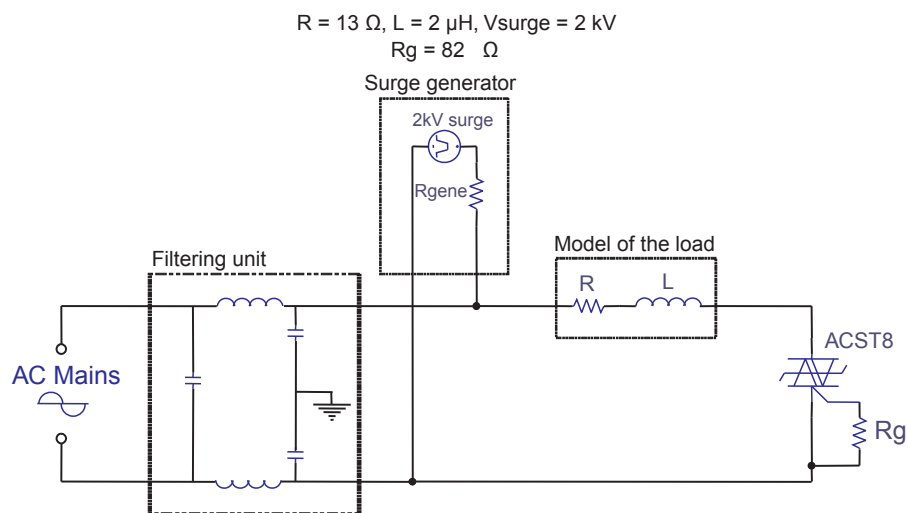 R = 13 Ω, L = 2 µH, Vsurge = 2 kV
Rg = 82 Ω
Surge generator
2kV surge
Rgene
Filtering unit
Model of the load
R
L
AC Mains
ACST8
Rg